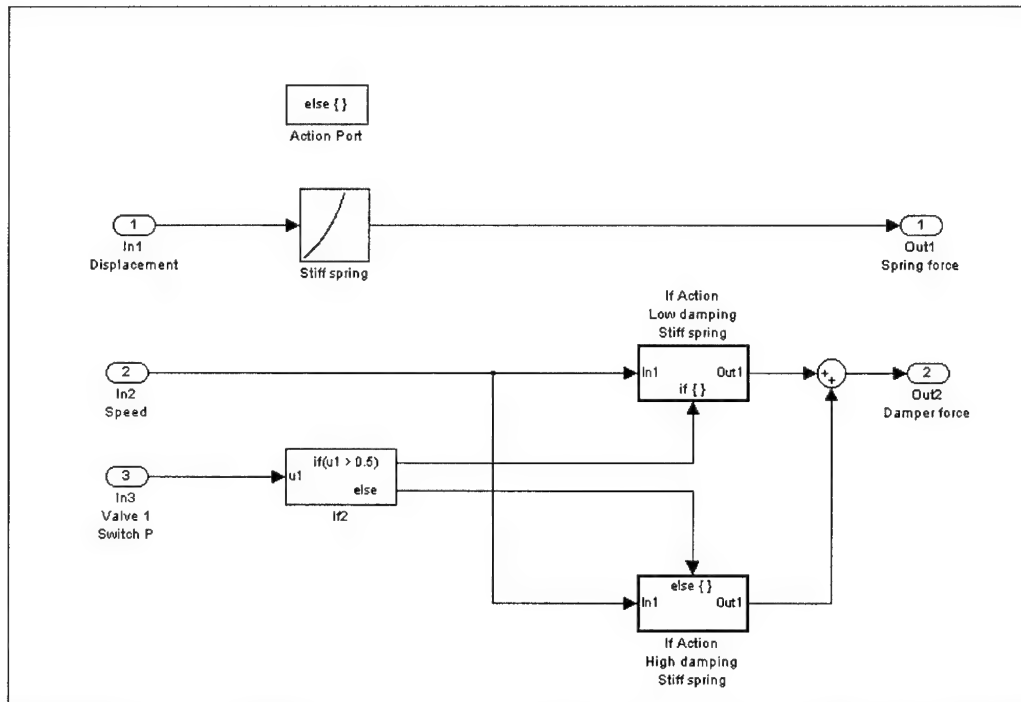 else { }
Action Port
1
In1
Displacement
Stiff spring
1
Out1
Spring force
If Action
Low damping
Stiff spring
In1
Out1
if { }
2
In2
Speed
2
Out2
Damper force
3
In3
Valve 1
Switch P
u1
if(u1 > 0.5)
else
If2
else { }
In1
Out1
If Action
High damping
Stiff spring